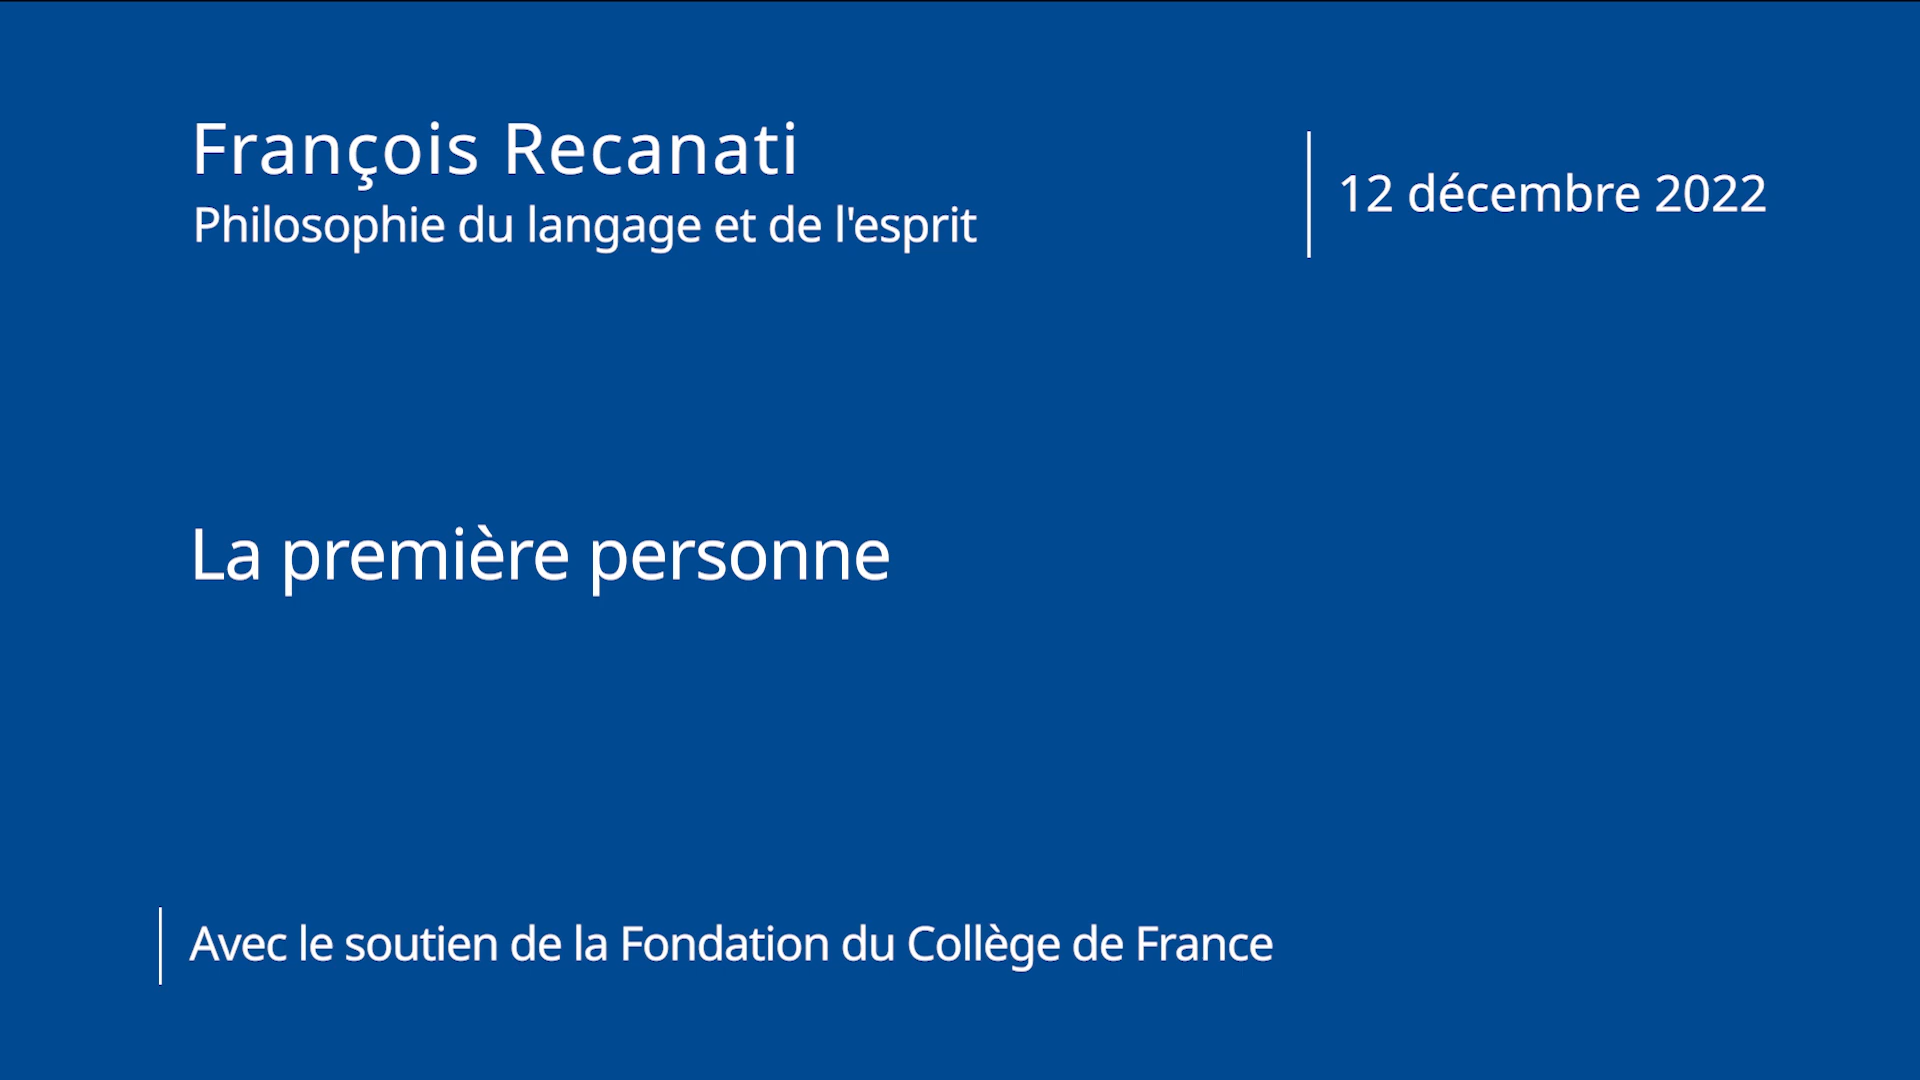 François Recanati
Philosophie du langage et de l'esprit
12 décembre 2022
La première personne
Avec le soutien de la Fondation du Collège de France